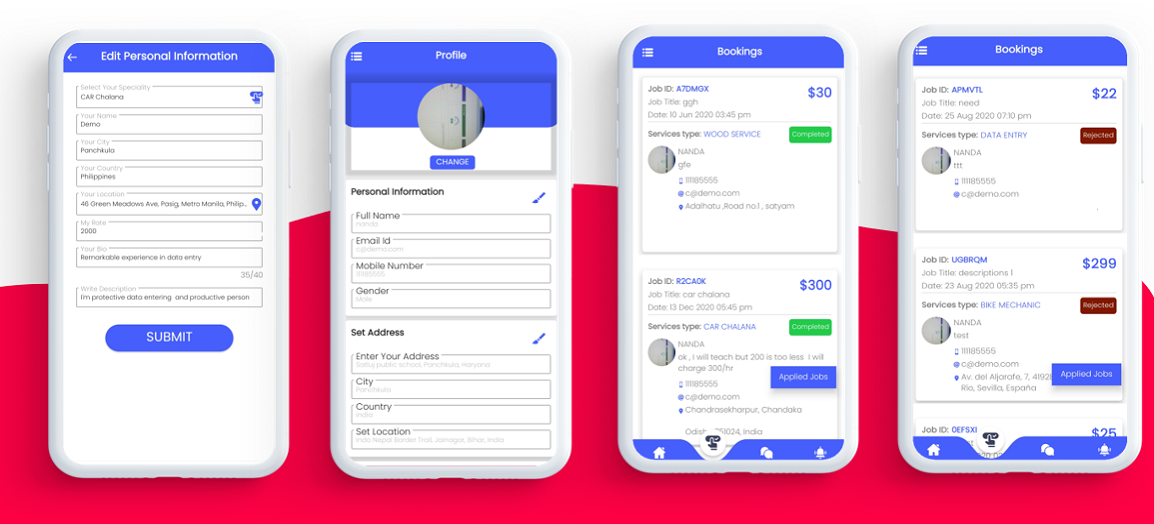 Edit Personal Information
Select Your Speciality
CAR Chalana
Your Name
Demo
Your City
Panchkula
Your Country
Philippines
Your Location
46 Green Meadows Ave, Pasig, Metro Manila, Philip...
My Rate
2000
Your Bio
Remarkable experience in data entry
35/40
Write Description
I'm protective data entering and productive person
SUBMIT
Profile
CHANGE
Personal Information
Full Name
nanda
Email Id
c@demo.com
Mobile Number
111185555
Gender
Male
Set Address
Enter Your Address
Satluj public school, Panchkula, Haryana
City
Panchkula
Country
India
Set Location
Indo Nepal Border Trail, Jainagar, Bihar, India
Bookings
Job ID: A7DMGX
$30
Job Title: ggh
Date: 10 Jun 2020 03:45 pm
Services type: WOOD SERVICE
Completed
NANDA
gfe
111185555
c@demo.com
Adalhatu ,Road no.1 , satyam
Job ID: R2CA0K
$300
Job Title: car chalana
Date: 13 Dec 2020 05:45 pm
Services type: CAR CHALANA
Completed
NANDA
ok , I will teach but 200 is too less I will
charge 300/hr
Applied Jobs
111185555
c@demo.com
Chandrasekharpur, Chandaka
Odish 751024, India
Bookings
Job ID: APMVTL
$22
Job Title: need
Date: 25 Aug 2020 07:10 pm
Services type: DATA ENTRY
Rejected
NANDA
ttt
111185555
c@demo.com
Job ID: UGBRQM
$299
Job Title: descriptions 1
Date: 23 Aug 2020 05:35 pm
Services type: BIKE MECHANIC
Rejected
NANDA
test
111185555
c@demo.com
Applied Jobs
Av. del Aljarafe, 7, 4192
Río, Sevilla, España
Job ID: OEFSXI
$25